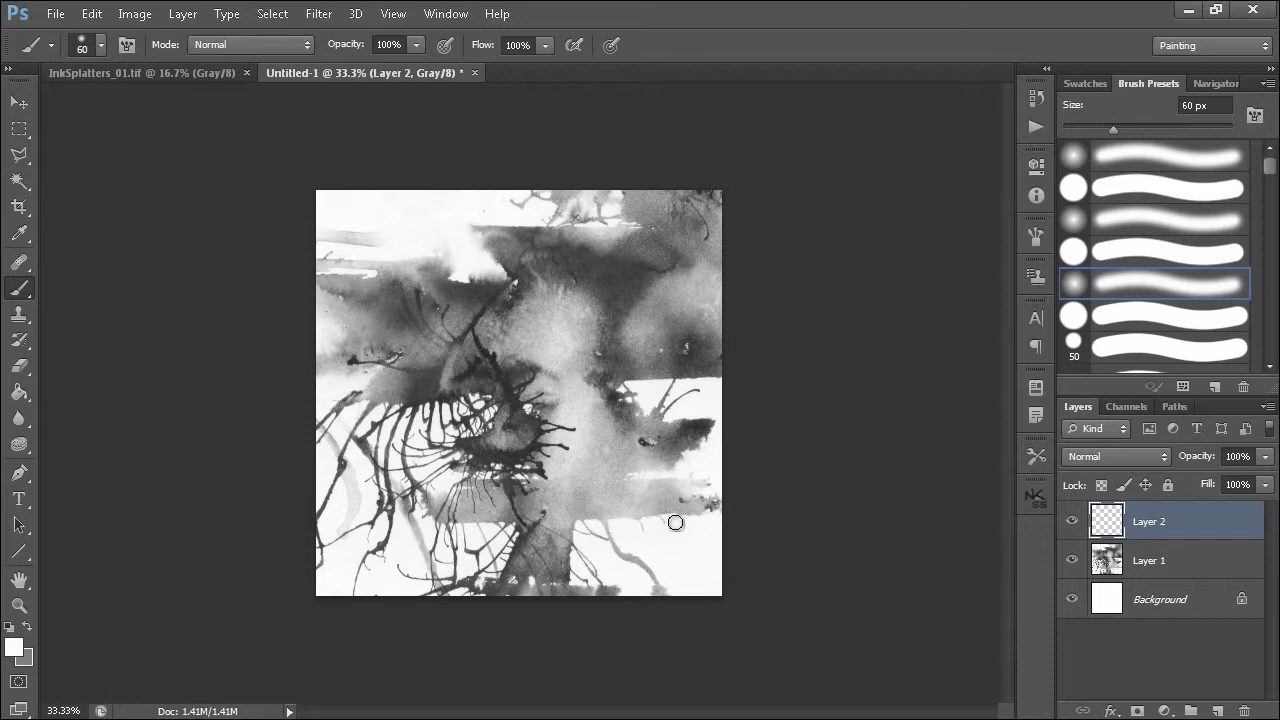 Ps File Edit Image Layer Type Select Filter 3D View Window Help
60 Mode: Normal Opacity: 100% Flow: 100% Painting
InkSplatters_01.tif @ 16.7% (Gray/8) × Untitled-1 @ 33.3% (Layer 2, Gray/8) * ×
Swatches Brush Presets Navigator
Size: 60 px
50
Layers Channels Paths
Kind
Normal Opacity: 100%
Lock: Fill: 100%
Layer 2
Layer 1
Background
33.33% Doc: 1.41M/1.41M